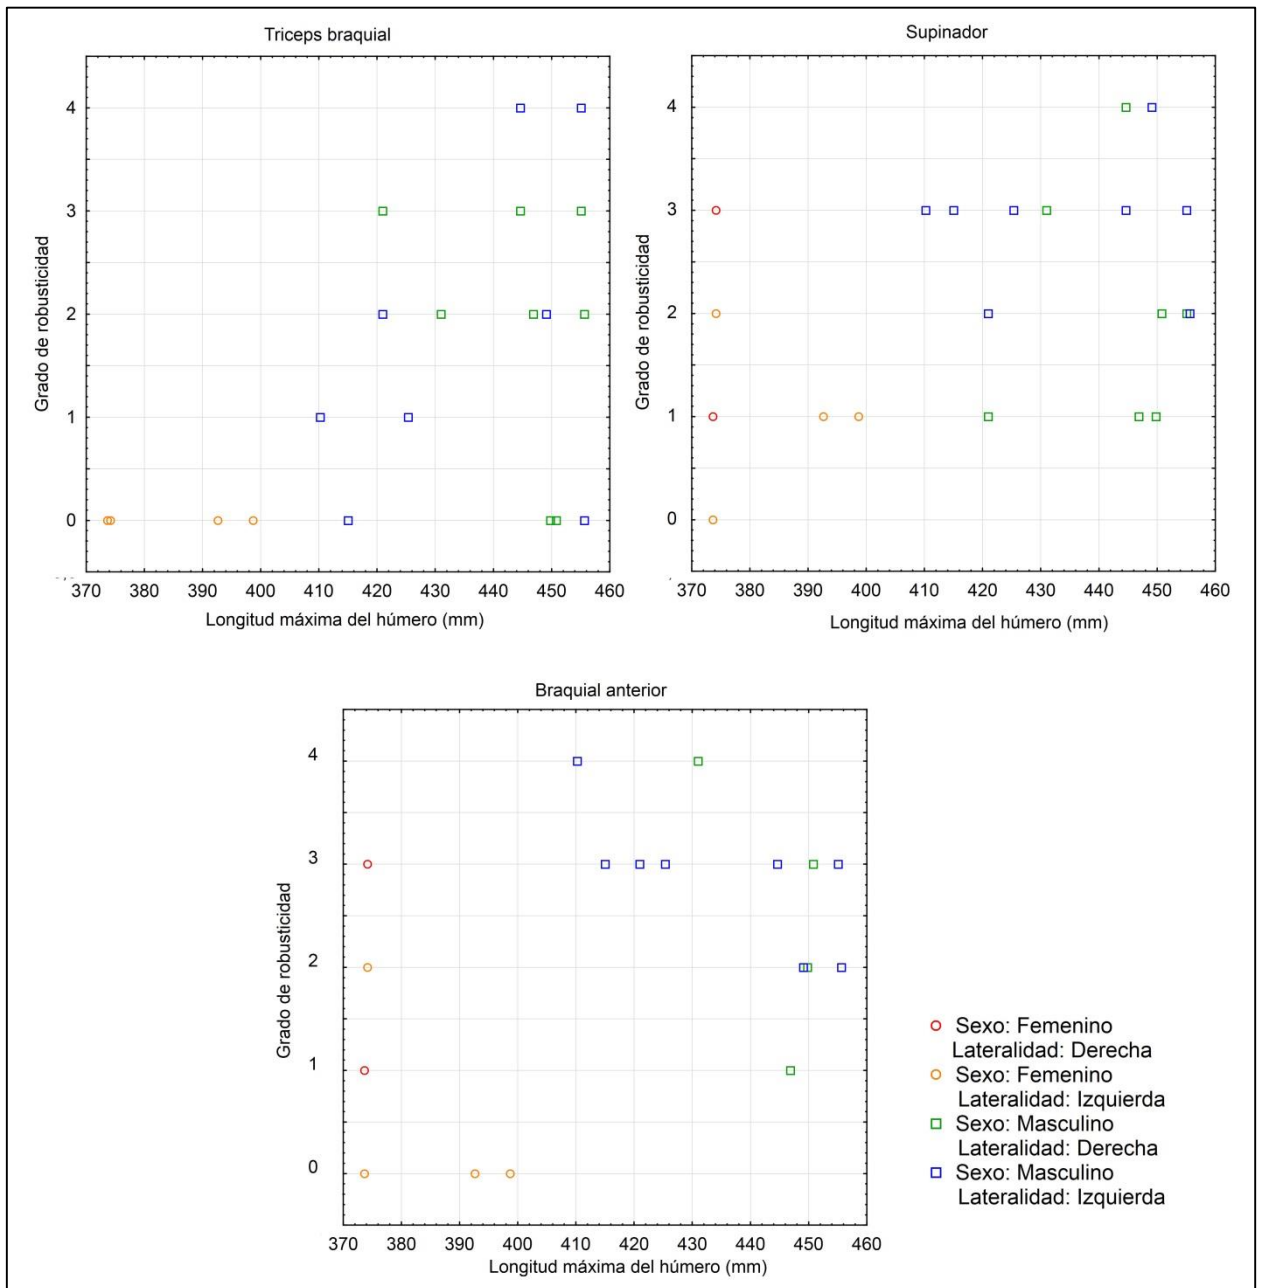 Triceps braquial
Grado de robusticidad
4
3
2
1
0
370 380 390 400 410 420 430 440 450 460
Longitud máxima del húmero (mm)
Supinador
Grado de robusticidad
4
3
2
1
0
370 380 390 400 410 420 430 440 450 460
Longitud máxima del húmero (mm)
Braquial anterior
Grado de robusticidad
4
3
2
1
0
370 380 390 400 410 420 430 440 450 460
Longitud máxima del húmero (mm)
Sexo: Femenino
Lateralidad: Derecha
Sexo: Femenino
Lateralidad: Izquierda
Sexo: Masculino
Lateralidad: Derecha
Sexo: Masculino
Lateralidad: Izquierda